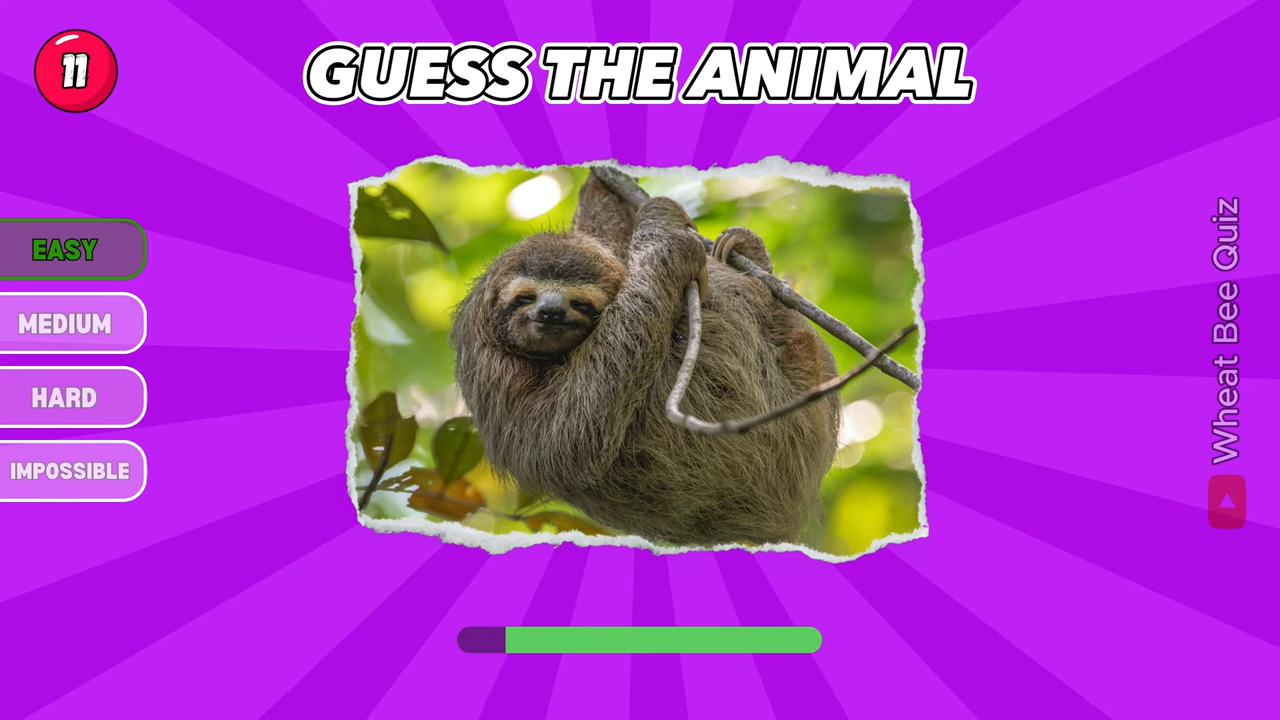 11
GUESS THE ANIMAL
EASY
MEDIUM
HARD
IMPOSSIBLE
Wheat Bee Quiz